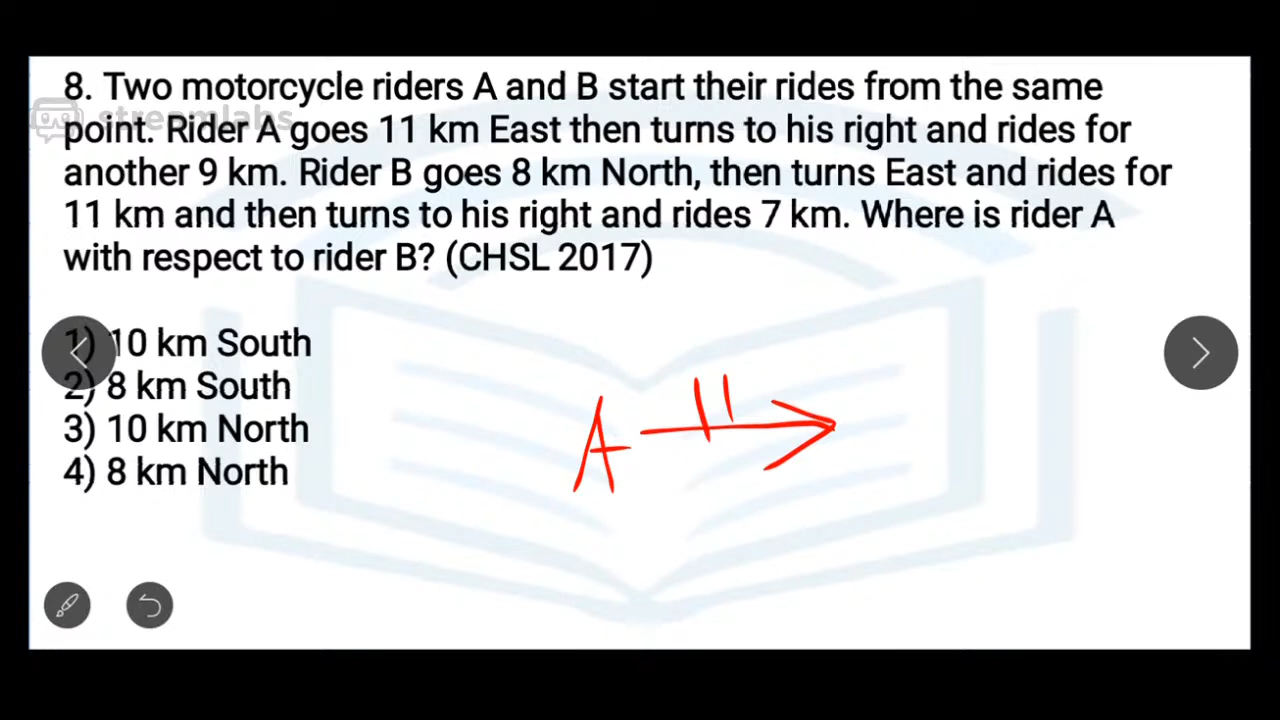 streamlabs
8. Two motorcycle riders A and B start their rides from the same
point. Rider A goes 11 km East then turns to his right and rides for
another 9 km. Rider B goes 8 km North, then turns East and rides for
11 km and then turns to his right and rides 7 km. Where is rider A
with respect to rider B? (CHSL 2017)
1) 10 km South
2) 8 km South
3) 10 km North
4) 8 km North
A 11